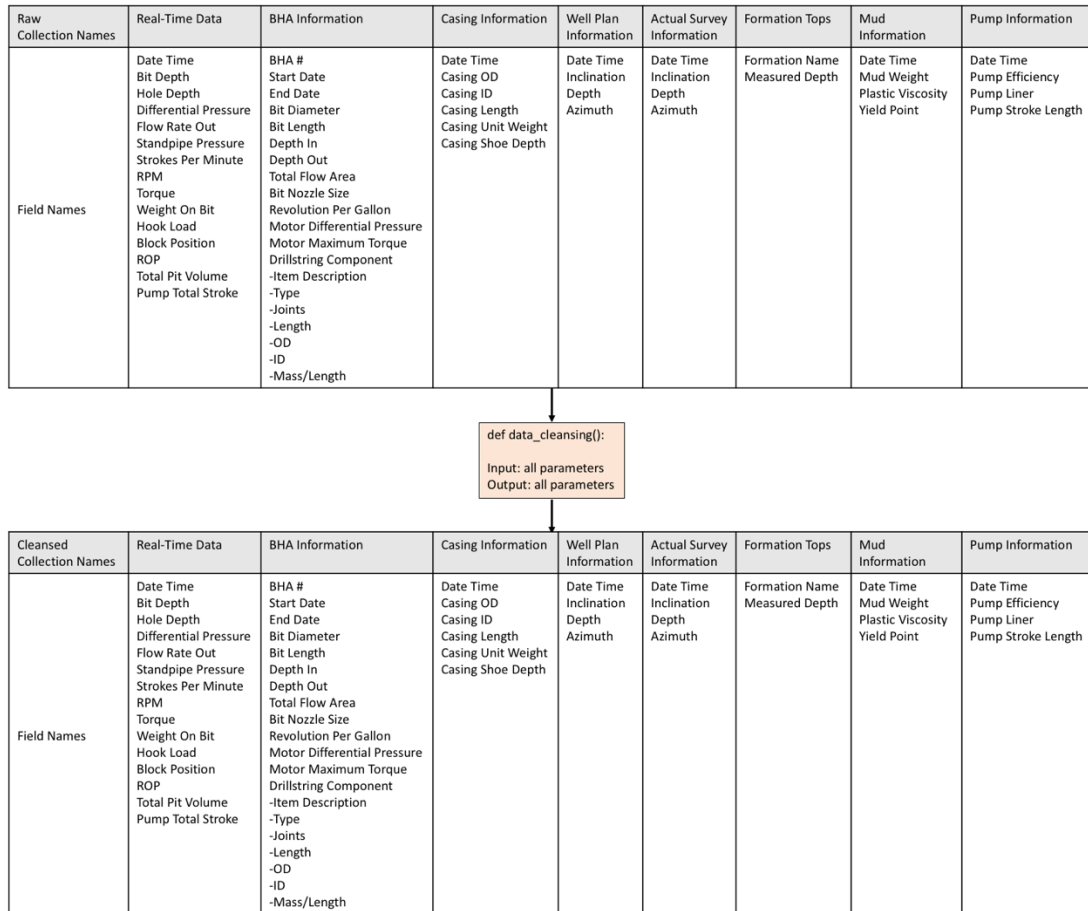 Raw
Collection Names
Real-Time Data
BHA Information
Casing Information
Well Plan
Information
Actual Survey
Information
Formation Tops
Mud
Information
Pump Information
Field Names
Date Time
Bit Depth
Hole Depth
Differential Pressure
Flow Rate Out
Standpipe Pressure
Strokes Per Minute
RPM
Torque
Weight On Bit
Hook Load
Block Position
ROP
Total Pit Volume
Pump Total Stroke
BHA #
Start Date
End Date
Bit Diameter
Bit Length
Depth In
Depth Out
Total Flow Area
Bit Nozzle Size
Revolution Per Gallon
Motor Differential Pressure
Motor Maximum Torque
Drillstring Component
-Item Description
-Type
-Joints
-Length
-OD
-ID
-Mass/Length
Date Time
Casing OD
Casing ID
Casing Length
Casing Unit Weight
Casing Shoe Depth
Date Time
Inclination
Depth
Azimuth
Date Time
Inclination
Depth
Azimuth
Formation Name
Measured Depth
Date Time
Mud Weight
Plastic Viscosity
Yield Point
Date Time
Pump Efficiency
Pump Liner
Pump Stroke Length
def data_cleansing():
Input: all parameters
Output: all parameters
Cleansed
Collection Names
Real-Time Data
BHA Information
Casing Information
Well Plan
Information
Actual Survey
Information
Formation Tops
Mud
Information
Pump Information
Field Names
Date Time
Bit Depth
Hole Depth
Differential Pressure
Flow Rate Out
Standpipe Pressure
Strokes Per Minute
RPM
Torque
Weight On Bit
Hook Load
Block Position
ROP
Total Pit Volume
Pump Total Stroke
BHA #
Start Date
End Date
Bit Diameter
Bit Length
Depth In
Depth Out
Total Flow Area
Bit Nozzle Size
Revolution Per Gallon
Motor Differential Pressure
Motor Maximum Torque
Drillstring Component
-Item Description
-Type
-Joints
-Length
-OD
-ID
-Mass/Length
Date Time
Casing OD
Casing ID
Casing Length
Casing Unit Weight
Casing Shoe Depth
Date Time
Inclination
Depth
Azimuth
Date Time
Inclination
Depth
Azimuth
Formation Name
Measured Depth
Date Time
Mud Weight
Plastic Viscosity
Yield Point
Date Time
Pump Efficiency
Pump Liner
Pump Stroke Length